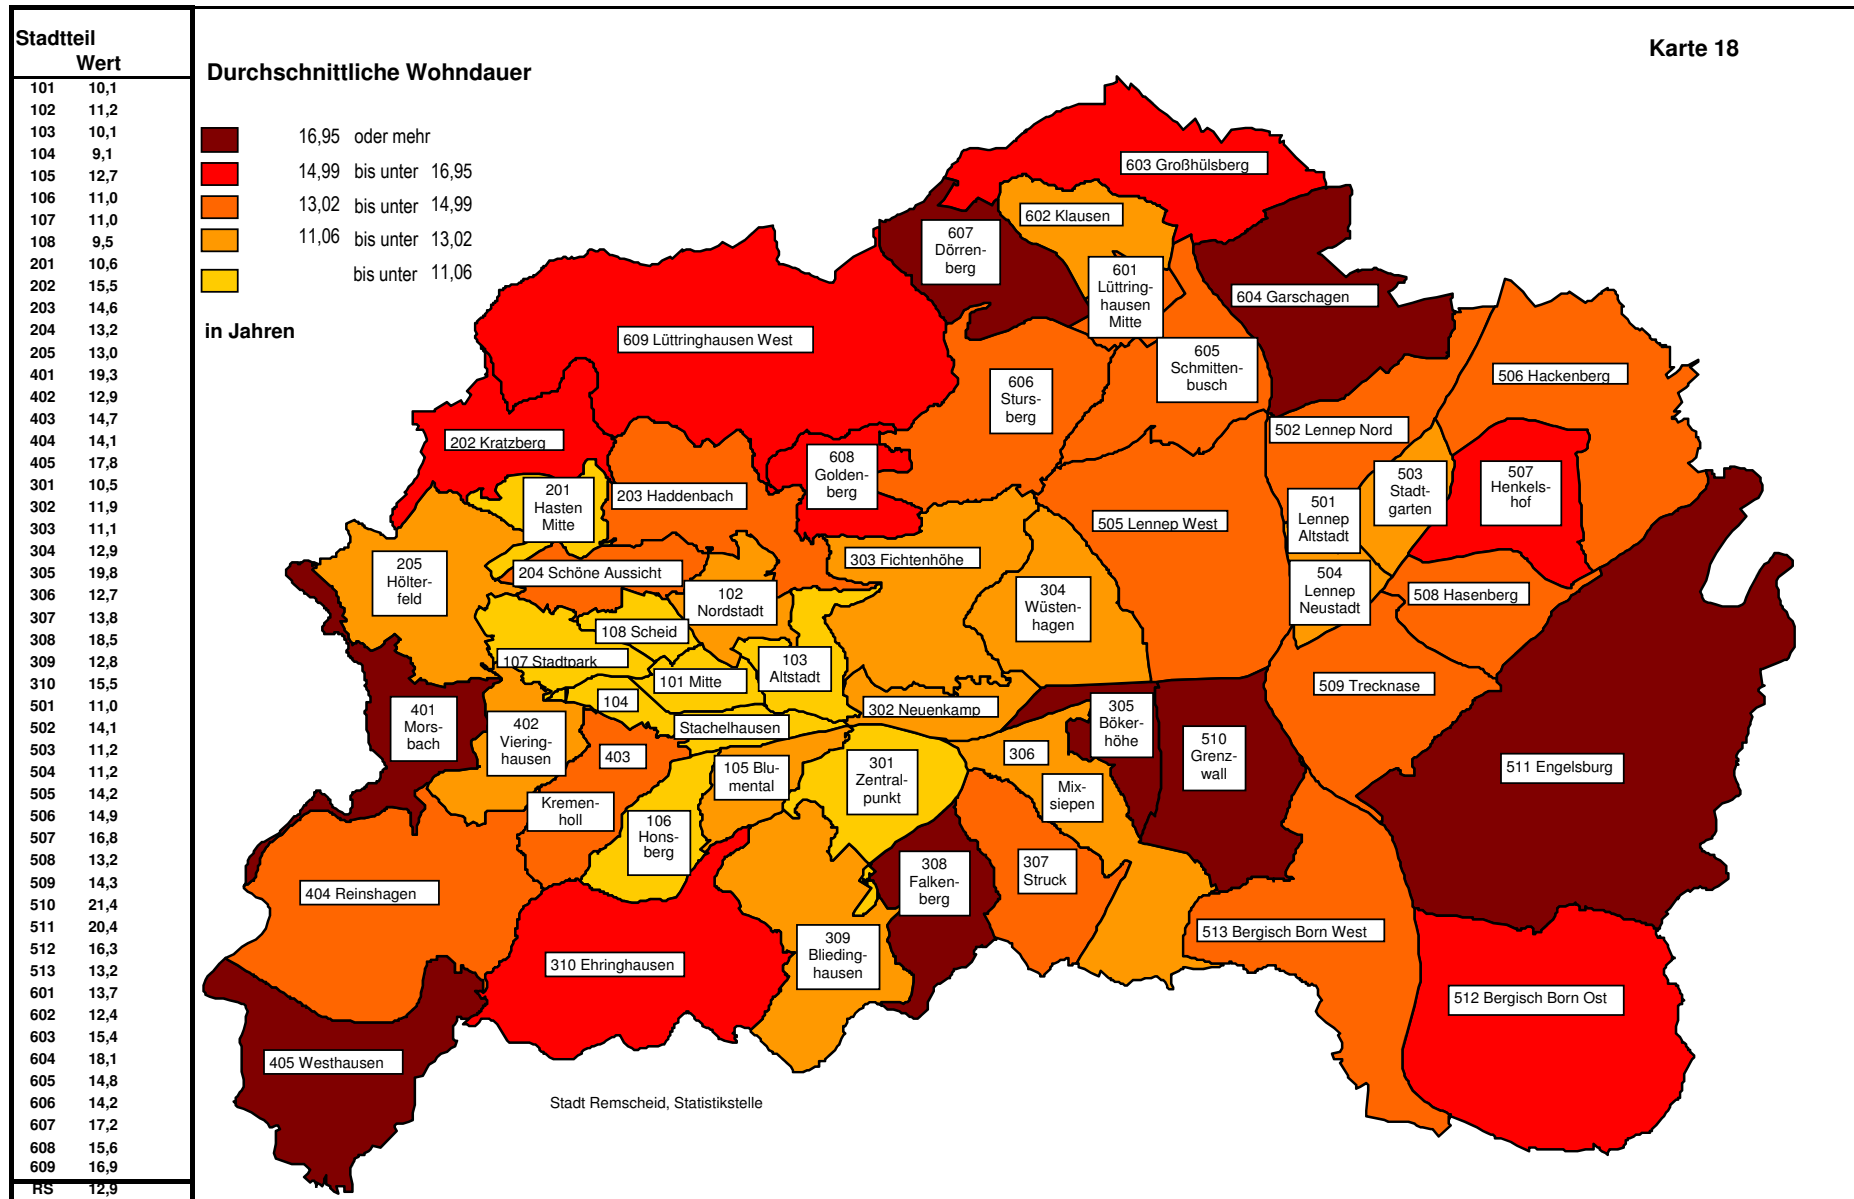 Stadtteil
Wert
101 10,1
102 11,2
103 10,1
104 9,1
105 12,7
106 11,0
107 11,0
108 9,5
201 10,6
202 15,5
203 14,6
204 13,2
205 13,0
401 19,3
402 12,9
403 14,7
404 14,1
405 17,8
301 10,5
302 11,9
303 11,1
304 12,9
305 19,8
306 12,7
307 13,8
308 18,5
309 12,8
310 15,5
501 11,0
502 14,1
503 11,2
504 11,2
505 14,2
506 14,9
507 16,8
508 13,2
509 14,3
510 21,4
511 20,4
512 16,3
513 13,2
601 13,7
602 12,4
603 15,4
604 18,1
605 14,8
606 14,2
607 17,2
608 15,6
609 16,9
RS 12,9
Karte 18
Durchschnittliche Wohndauer
16,95 oder mehr
14,99 bis unter 16,95
13,02 bis unter 14,99
11,06 bis unter 13,02
bis unter 11,06
in Jahren
603 Großhülsberg
602 Klausen
607
Dörren-
berg
601
Lüttring-
hausen
Mitte
604 Garschagen
609 Lüttringhausen West
605
Schmitten-
busch
606
Sturs-
berg
506 Hackenberg
202 Kratzberg
502 Lennep Nord
608
Golden-
berg
503
Stadt-
garten
507
Henkels-
hof
201
Hasten
Mitte
203 Haddenbach
501
Lennep
Altstadt
505 Lennep West
205
Hölter-
feld
204 Schöne Aussicht
303 Fichtenhöhe
102
Nordstadt
304
Wüsten-
hagen
504
Lennep
Neustadt
508 Hasenberg
108 Scheid
107 Stadtpark
103
Altstadt
101 Mitte
509 Trecknase
104
302 Neuenkamp
401
Mors-
bach
402
Viering-
hausen
Stachelhausen
305
Böker-
höhe
510
Grenz-
wall
403
105 Blu-
mental
301
Zentral-
punkt
306
511 Engelsburg
Mix-
siepen
Kremen-
holl
106
Hons-
berg
308
Falken-
berg
307
Struck
404 Reinshagen
513 Bergisch Born West
309
Blieding-
hausen
310 Ehringhausen
512 Bergisch Born Ost
405 Westhausen
Stadt Remscheid, Statistikstelle